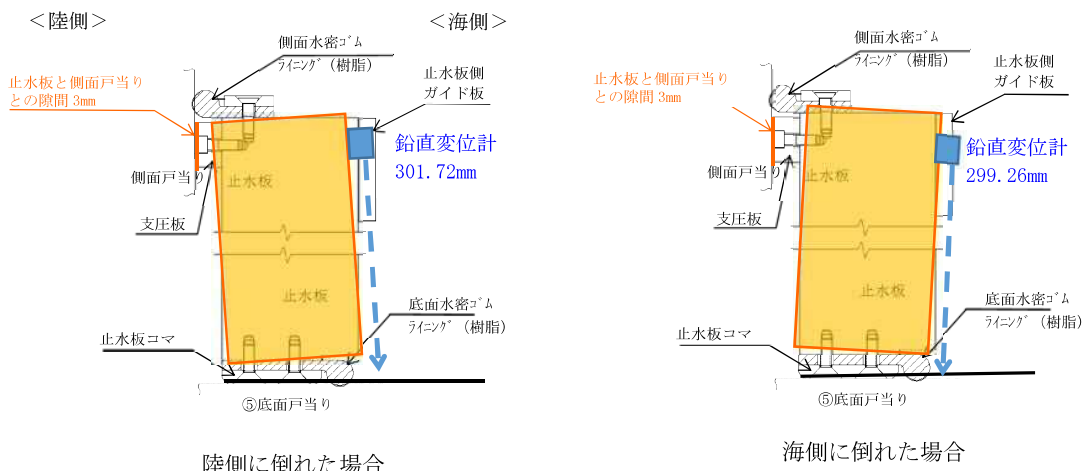 ＜陸側＞
＜海側＞
側面水密ｺﾞﾑ
ﾗｲﾆﾝｸﾞ（樹脂）
止水板と側面戸当り
との隙間 3mm
止水板側
ガイド板
鉛直変位計
301.72mm
側面戸当り
止水板
支圧板
止水板
底面水密ｺﾞﾑ
ﾗｲﾆﾝｸﾞ（樹脂）
止水板コマ
⑤底面戸当り
陸側に倒れた場合
側面水密ｺﾞﾑ
ﾗｲﾆﾝｸﾞ（樹脂）
止水板と側面戸当り
との隙間 3mm
止水板側
ガイド板
鉛直変位計
299.26mm
側面戸当り
止水板
支圧板
止水板
底面水密ｺﾞﾑ
ﾗｲﾆﾝｸﾞ（樹脂）
止水板コマ
⑤底面戸当り
海側に倒れた場合